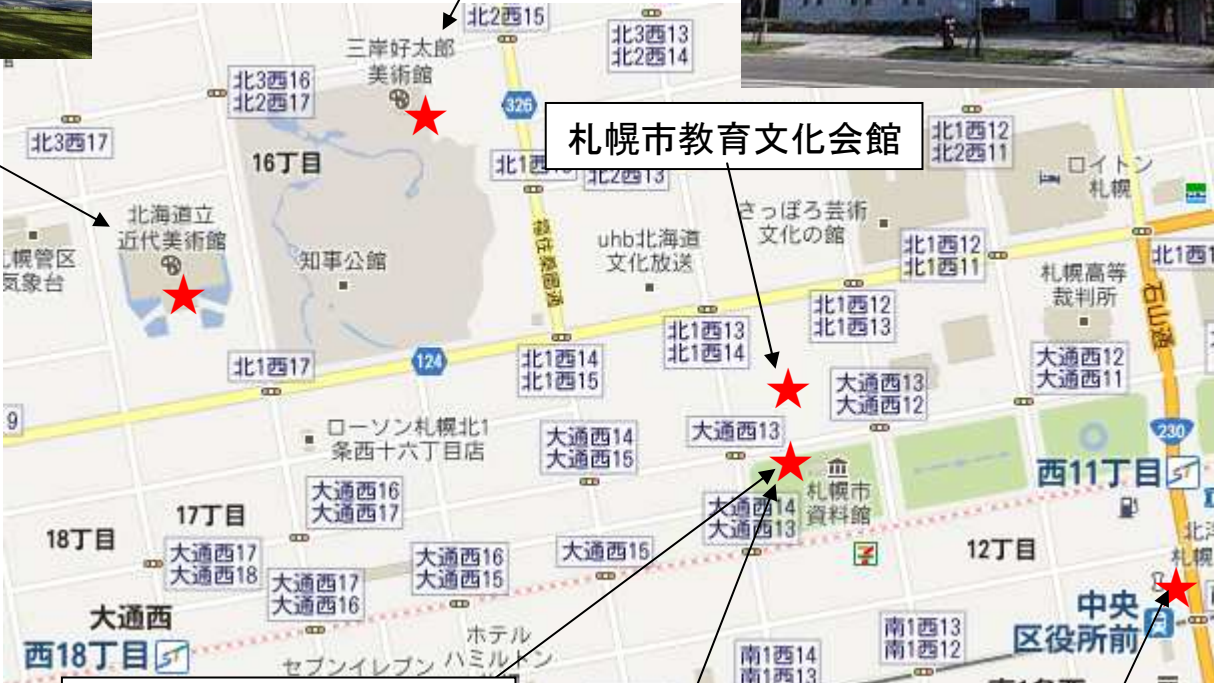 北2西15
北3西13
北2西14
三岸好太郎
美術館
北3西16
北2西17
326
札幌市教育文化会館
北1西12
北2西11
北3西17
16丁目
北2西13
ロイトン
札幌
北海道立
近代美術館
さっぽろ芸術
文化の館
uhb北海道
文化放送
北1西12
北1西11
知事公館
札幌高等
裁判所
石山通
北1西12
北1西13
北1西13
北1西14
大通西12
大通西11
124
北1西14
北1西15
北1西17
大通西13
大通西12
9
ローソン札幌北1
条西十六丁目店
大通西14
大通西15
大通西13
230
西11丁目
札幌市
資料館
大通西14
大通西13
大通西16
大通西17
17丁目
18丁目
大通西17
大通西18
大通西16
大通西15
大通西15
12丁目
大通西17
大通西16
大通西
西18丁目
中央
区役所前
南1西13
南1西12
ホテル
ハミルトン
セブンイレブン
南1西14
南1西13